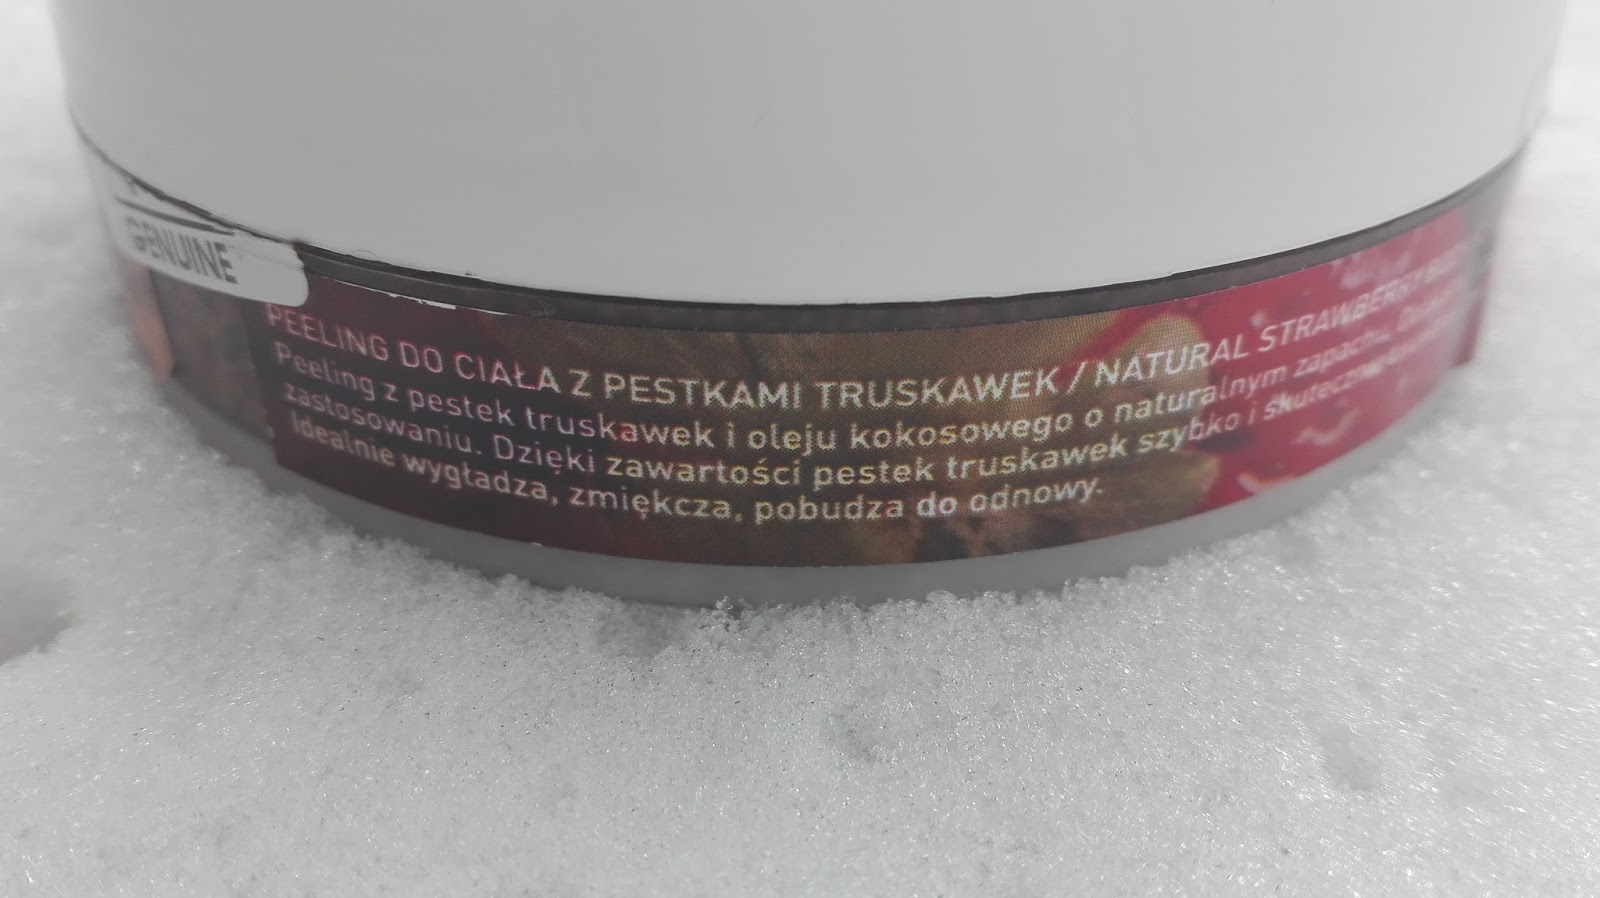 GENUINE
PEELING DO CIAŁA Z PESTKAMI TRUSKAWEK / NATURAL STRAWBERRY
Peeling z pestek truskawek i oleju kokosowego o naturalnym zapachu.
zastosowaniu. Dzięki zawartości pestek truskawek szybko i skutecznie
Idealnie wygładza, zmiękcza, pobudza do odnowy.